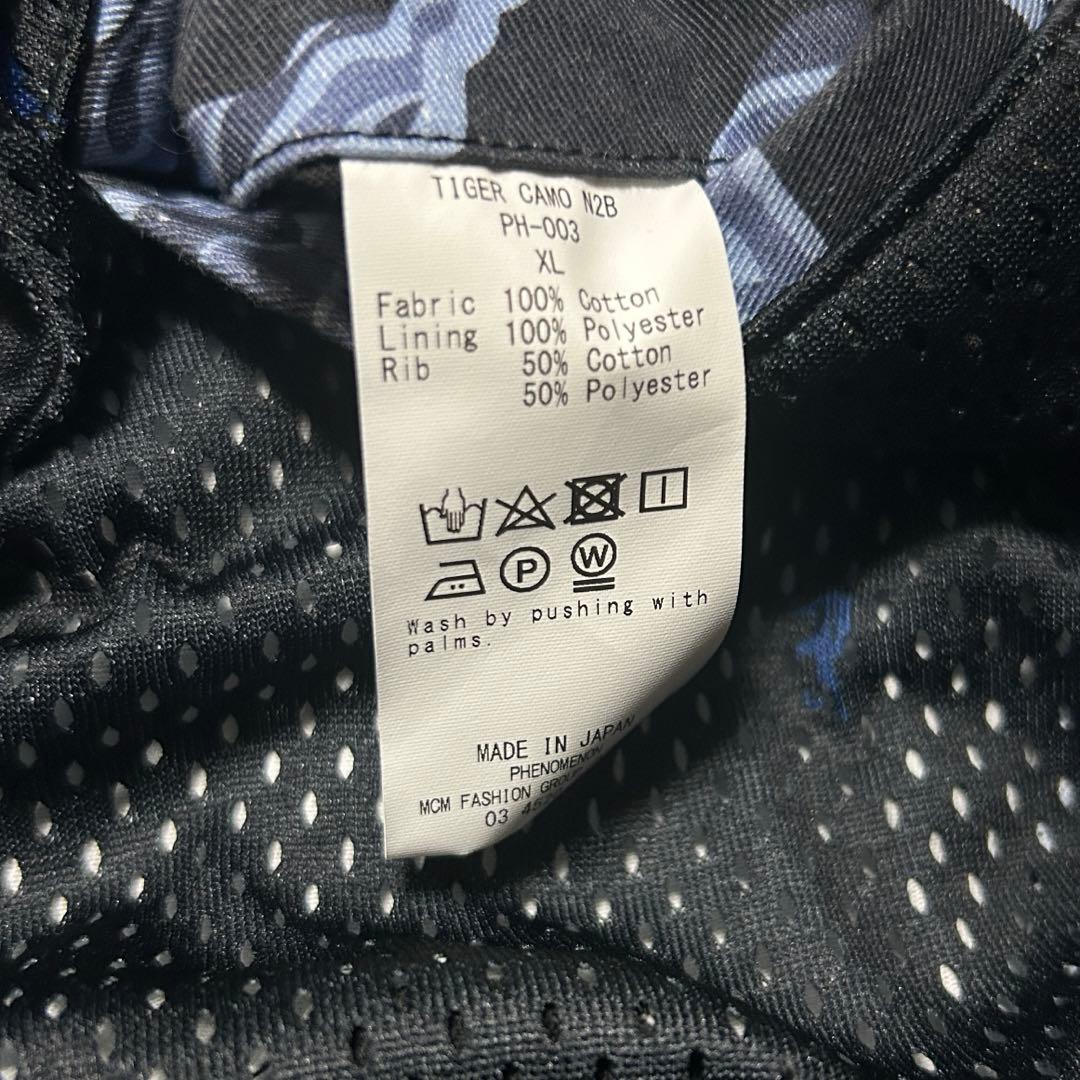 TIGER CAMO N2B
PH-003
XL
Fabric 100% Cotton
Lining 100% Polyester
Rib 50% Cotton
50% Polyester
P W
Wash by pushing with
palms.
MADE IN JAPAN
PHENOMENON
MCM FASHION
03